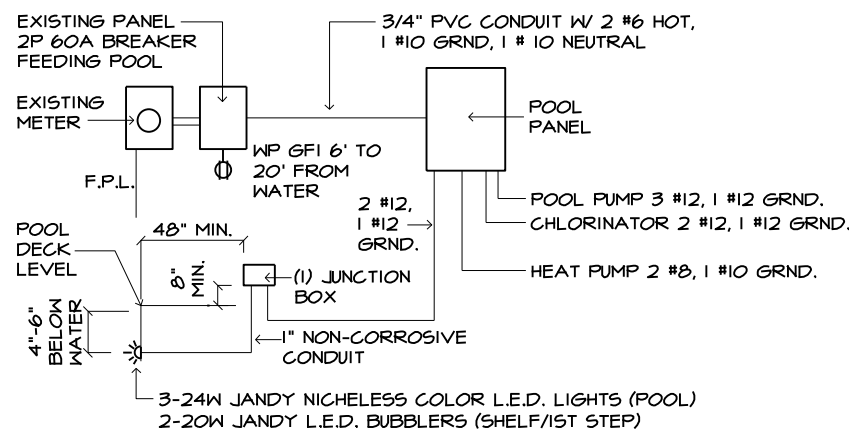 EXISTING PANEL
2P 60A BREAKER
FEEDING POOL
3/4" PVC CONDUIT W/ 2 #6 HOT,
1 #10 GRND, 1 # 10 NEUTRAL
EXISTING
METER
POOL
PANEL
WP GFI 6' TO
20' FROM
WATER
F.P.L.
2 #12,
1 #12
GRND.
POOL PUMP 3 #12, 1 #12 GRND.
CHLORINATOR 2 #12, 1 #12 GRND.
HEAT PUMP 2 #8, 1 #10 GRND.
POOL
DECK
LEVEL
48" MIN.
8"
MIN.
(1) JUNCTION
BOX
4"-6"
BELOW
WATER
1" NON-CORROSIVE
CONDUIT
3-24W JANDY NICHELESS COLOR L.E.D. LIGHTS (POOL)
2-20W JANDY L.E.D. BUBBLERS (SHELF/1ST STEP)